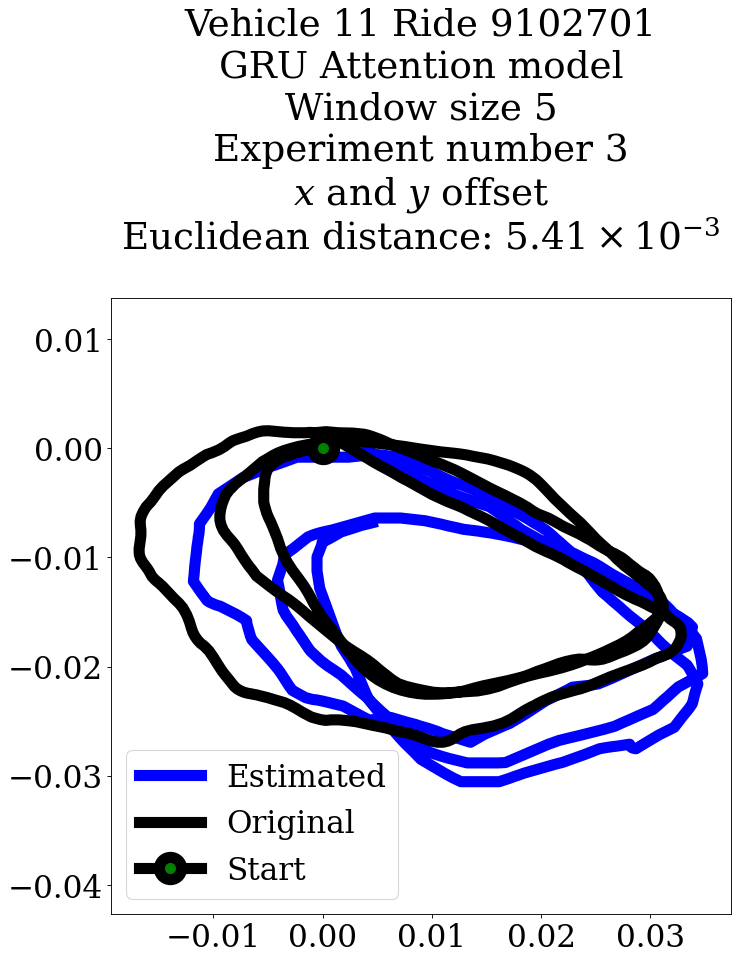 Vehicle 11 Ride 9102701
GRU Attention model
Window size 5
Experiment number 3
x and y offset
Euclidean distance: 5.41 × 10⁻³
0.01
0.00
−0.01
−0.02
−0.03
−0.04
Estimated
Original
Start
−0.01 0.00 0.01 0.02 0.03